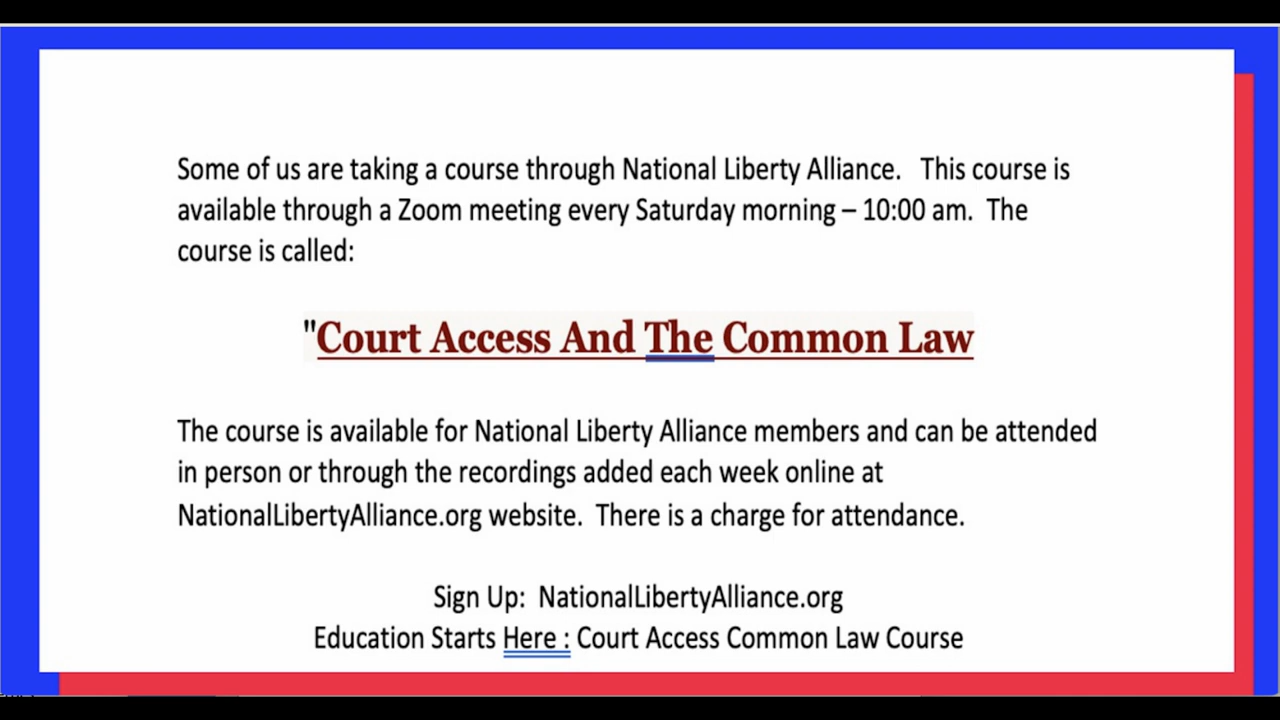 Some of us are taking a course through National Liberty Alliance.   This course is
available through a Zoom meeting every Saturday morning – 10:00 am.  The
course is called:
"Court Access And The Common Law
The course is available for National Liberty Alliance members and can be attended
in person or through the recordings added each week online at
NationalLibertyAlliance.org website.  There is a charge for attendance.
Sign Up:  NationalLibertyAlliance.org
Education Starts Here : Court Access Common Law Course